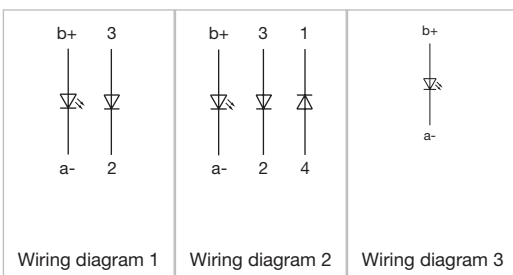 b+ 3
a- 2
Wiring diagram 1
b+ 3 1
a- 2 4
Wiring diagram 2
b+
a-
Wiring diagram 3